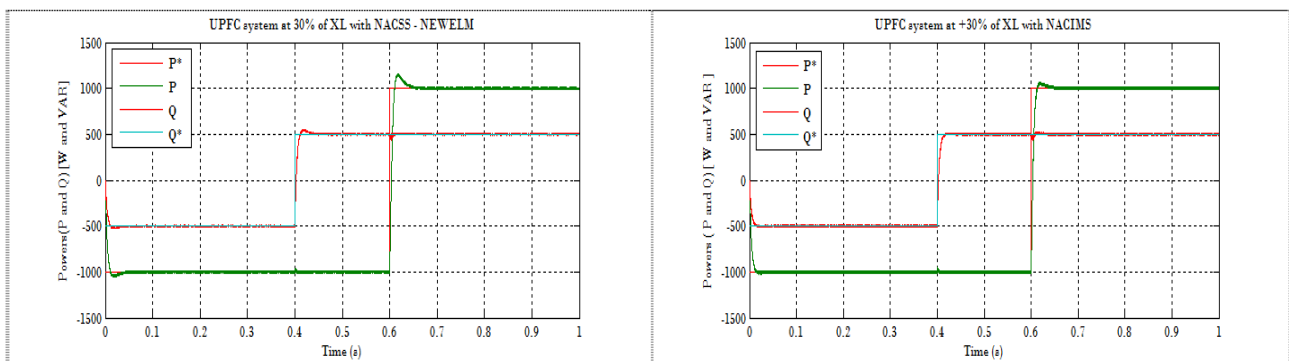 UPFC system at 30% of XL with NACSS - NEWELM
1500
1000
500
0
-500
-1000
-1500
Powers(P and Q) [W and VAR]
P*
P
Q
Q*
0
0.1
0.2
0.3
0.4
0.5
0.6
0.7
0.8
0.9
1
Time (s)
UPFC system at +30% of XL with NACIMS
1500
1000
500
0
-500
-1000
-1500
Powers ( P and Q) [ W and VAR ]
P*
P
Q
Q*
0
0.1
0.2
0.3
0.4
0.5
0.6
0.7
0.8
0.9
1
Time (s)